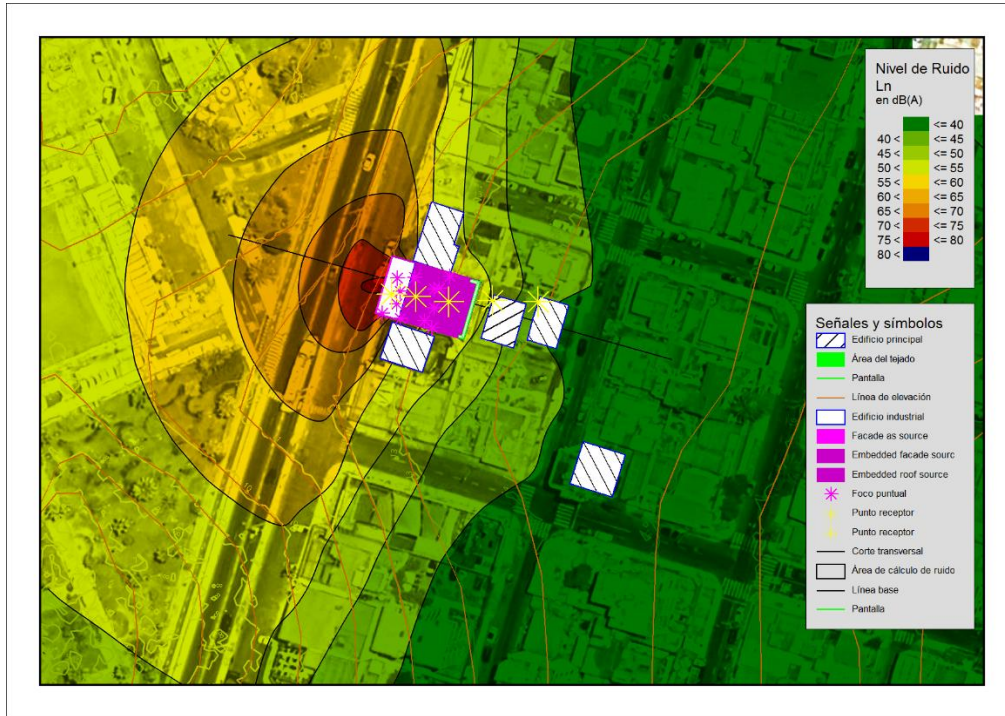 Nivel de Ruido
Ln
en dB(A)
<= 40
40 < <= 45
45 < <= 50
50 < <= 55
55 < <= 60
60 < <= 65
65 < <= 70
70 < <= 75
75 < <= 80
80 <
Señales y símbolos
Edificio principal
Área del tejado
Pantalla
Línea de elevación
Edificio industrial
Facade as source
Embedded facade sourc
Embedded roof source
Foco puntual
Punto receptor
Punto receptor
Corte transversal
Área de cálculo de ruido
Línea base
Pantalla